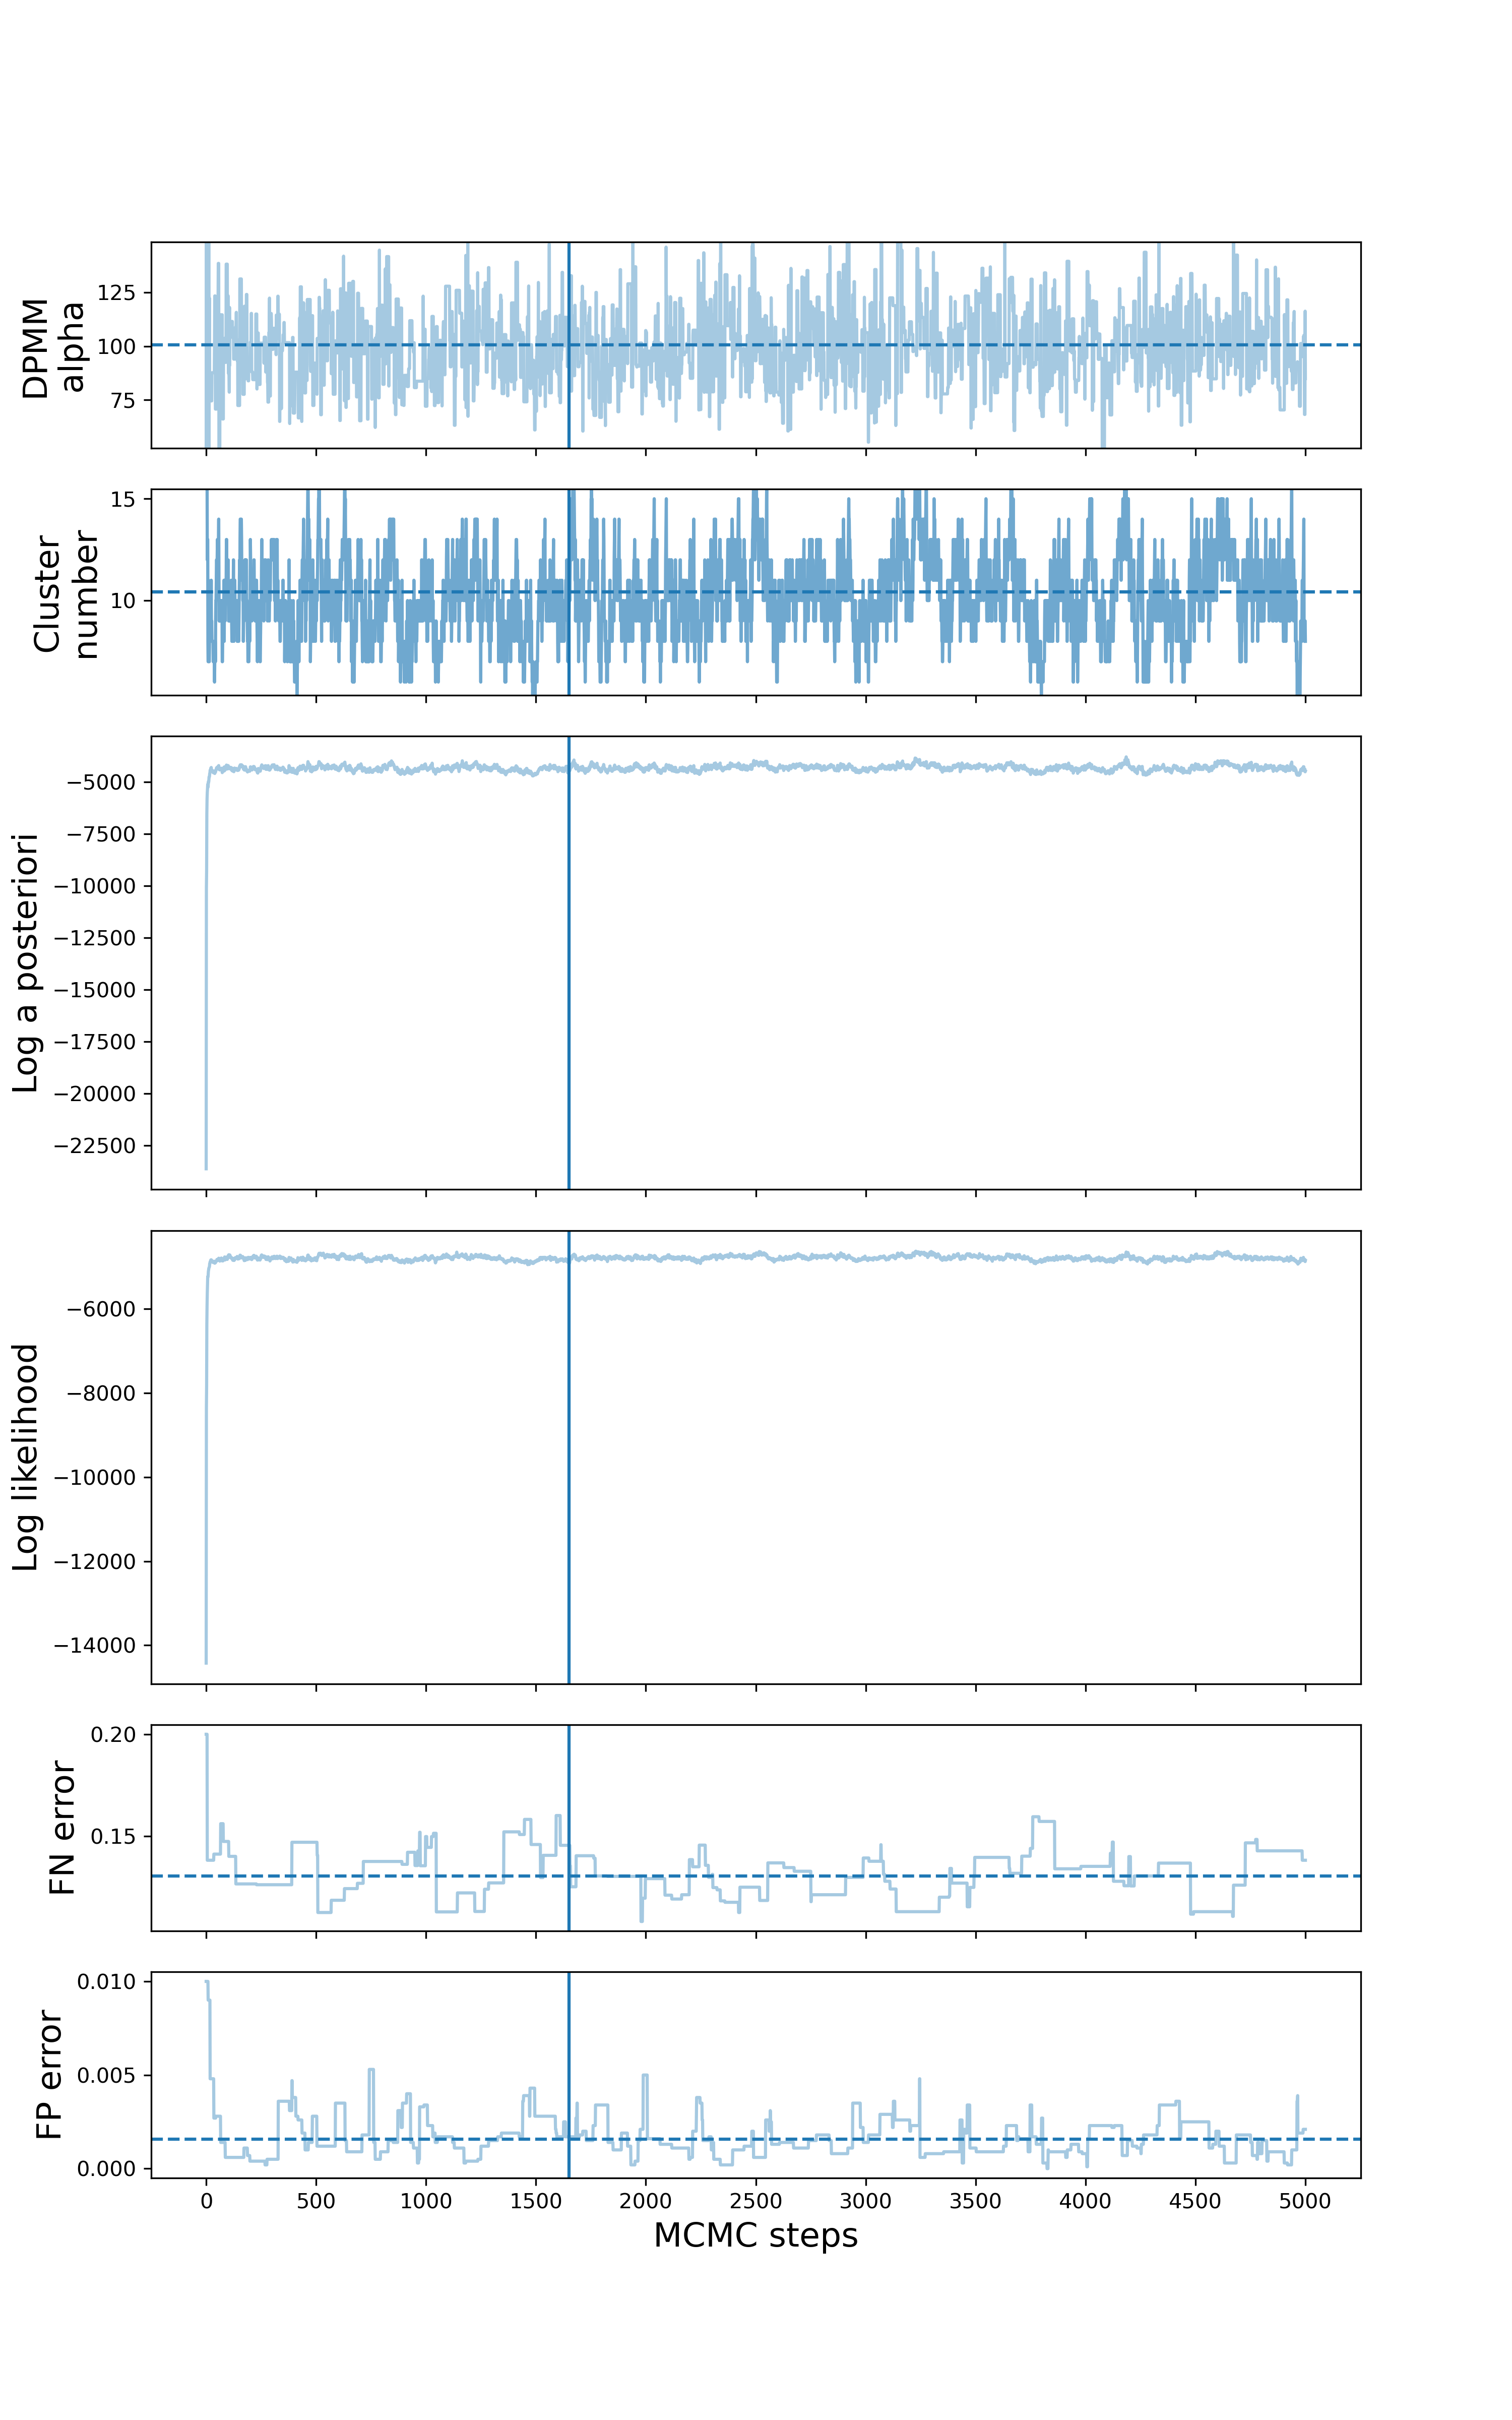 DPMM
alpha
125
100
75
Cluster
number
15
10
Log a posteriori
−5000
−7500
−10000
−12500
−15000
−17500
−20000
−22500
Log likelihood
−6000
−8000
−10000
−12000
−14000
FN error
0.20
0.15
FP error
0.010
0.005
0.000
0 500 1000 1500 2000 2500 3000 3500 4000 4500 5000
MCMC steps